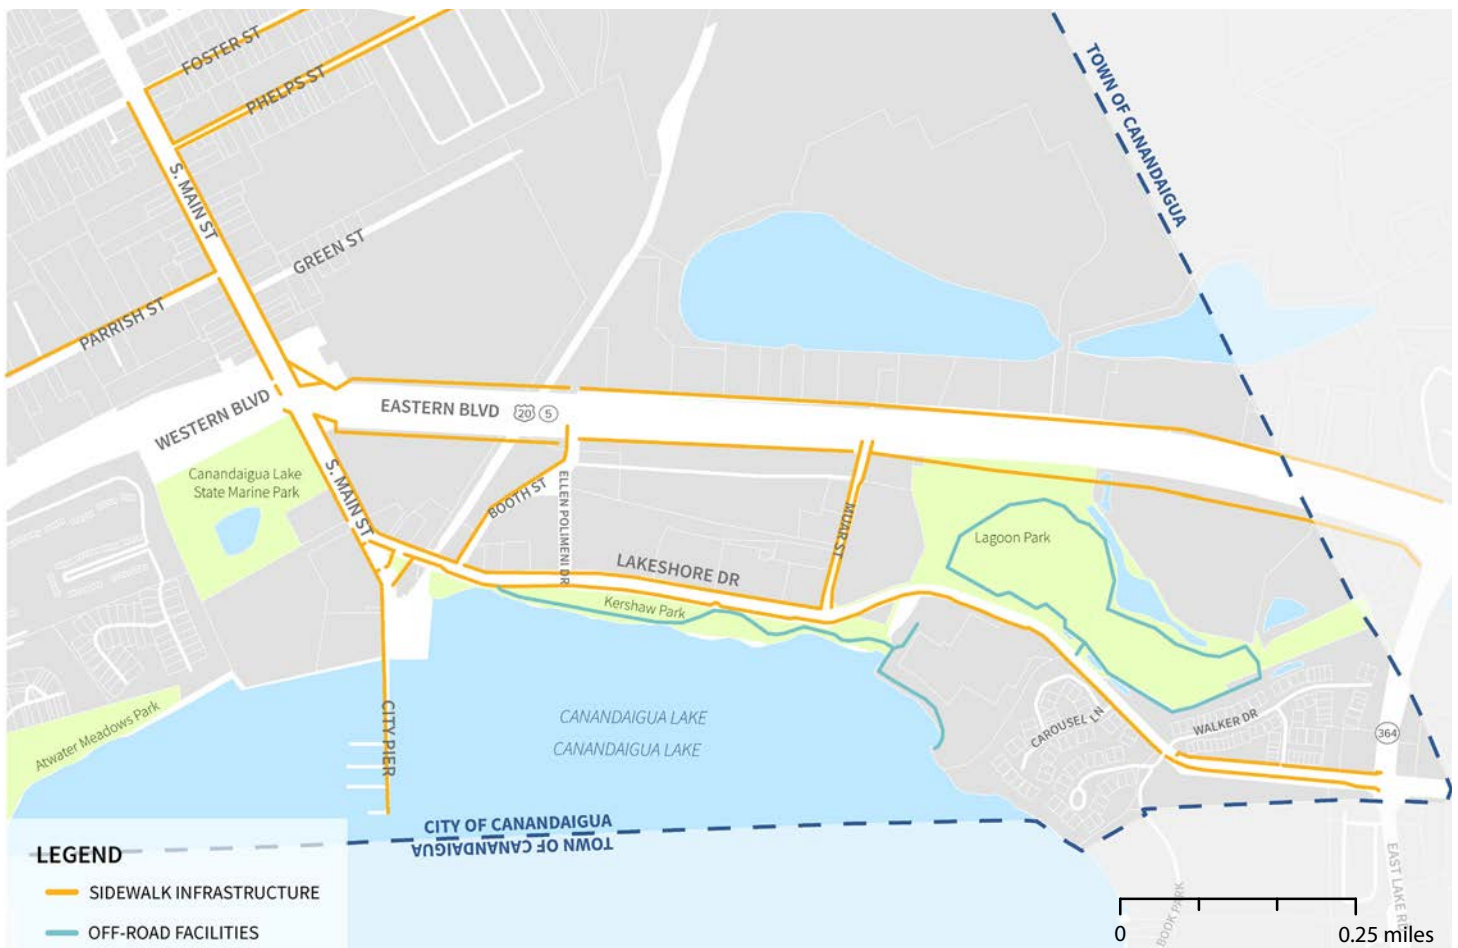 FOSTER ST
PHELPS ST
TOWN OF CANANDAIGUA
S. MAIN ST
GREEN ST
PARRISH ST
WESTERN BLVD
EASTERN BLVD 20 5
Canandaigua Lake
State Marine Park
S. MAIN ST
BOOTH ST
ELLEN POLIMENI DR
MUAR ST
Lagoon Park
LAKESHORE DR
Kershaw Park
Atwater Meadows Park
CITY PIER
CANANDAIGUA LAKE
CANANDAIGUA LAKE
CAROUSEL LN
WALKER DR
364
CITY OF CANANDAIGUA
TOWN OF CANANDAIGUA
LEGEND
SIDEWALK INFRASTRUCTURE
OFF-ROAD FACILITIES
BOOK PARK
EAST LAKE
0
0.25 miles